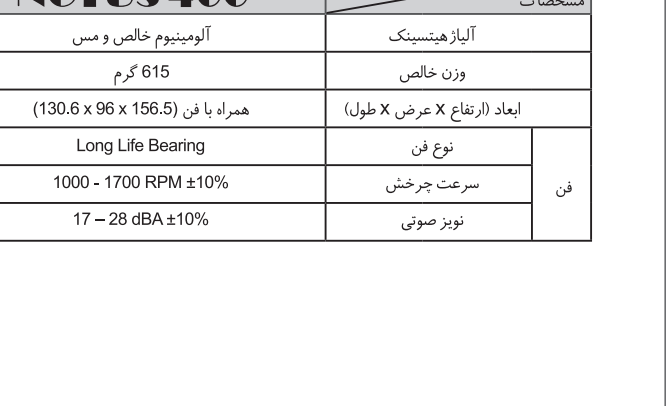 مشخصات NOTUS 400
آلیاژ هیتسینک آلومینیوم خالص و مس
وزن خالص 615 گرم
ابعاد (ارتفاع x عرض x طول) همراه با فن (130.6 x 96 x 156.5)
فن
نوع فن Long Life Bearing
سرعت چرخش 1000 - 1700 RPM ±10%
نویز صوتی 17 – 28 dBA ±10%